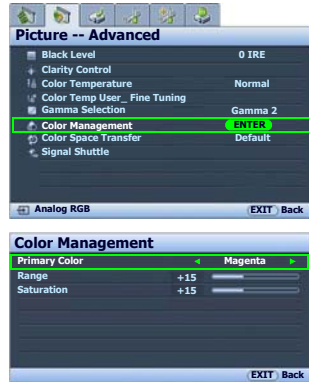 Picture -- Advanced
Black Level 0 IRE
Clarity Control
Color Temperature Normal
Color Temp User_ Fine Tuning
Gamma Selection Gamma 2
Color Management ENTER
Color Space Transfer Default
Signal Shuttle
Analog RGB EXIT Back
Color Management
Primary Color Magenta
Range +15
Saturation +15
EXIT Back